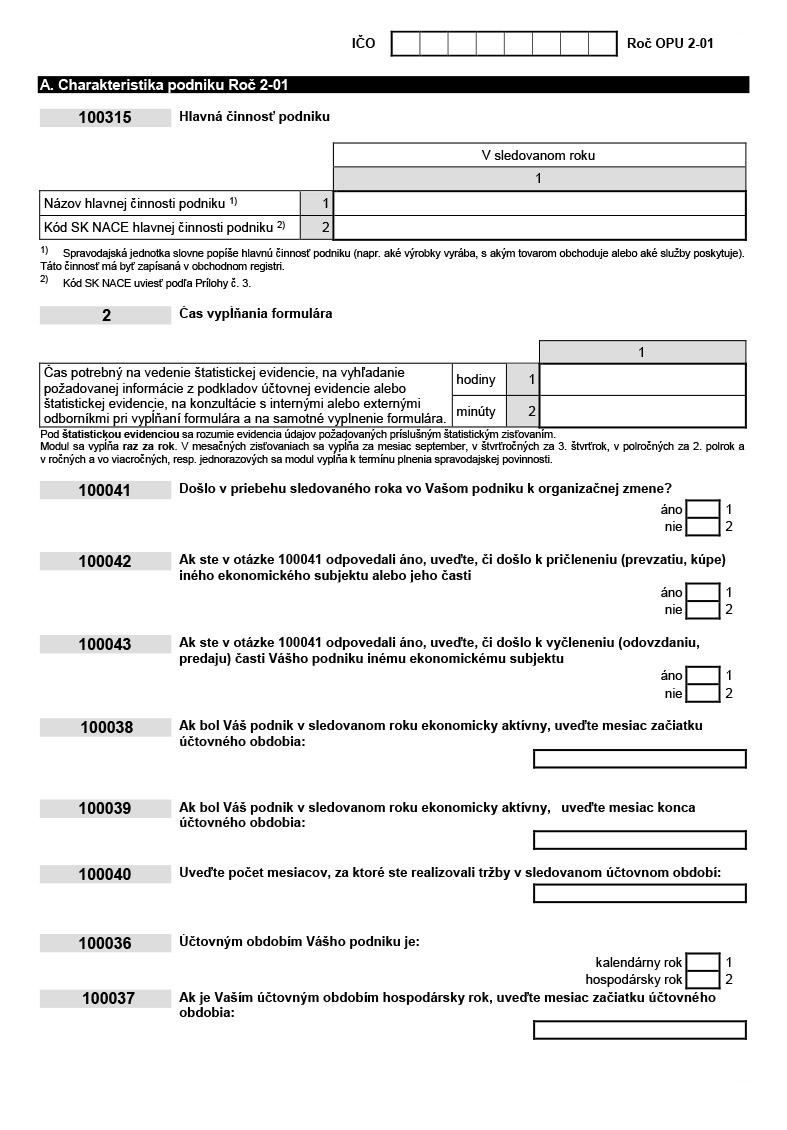 IČO Roč OPU 2-01
A. Charakteristika podniku Roč 2-01
100315 Hlavná činnosť podniku
V sledovanom roku
1
Názov hlavnej činnosti podniku 1) 1
Kód SK NACE hlavnej činnosti podniku 2) 2
1) Spravodajská jednotka slovne popíše hlavnú činnosť podniku (napr. aké výrobky vyrába, s akým tovarom obchoduje alebo aké služby poskytuje).
Táto činnosť má byť zapísaná v obchodnom registri.
2) Kód SK NACE uviesť podľa Prílohy č. 3.
2 Čas vypĺňania formulára
1
Čas potrebný na vedenie štatistickej evidencie, na vyhľadanie
požadovanej informácie z podkladov účtovnej evidencie alebo
štatistickej evidencie, na konzultácie s internými alebo externými
odborníkmi pri vypĺňaní formulára a na samotné vyplnenie formulára.
hodiny 1
minúty 2
Pod štatistickou evidenciou sa rozumie evidencia údajov požadovaných príslušným štatistickým zisťovaním.
Modul sa vypĺňa raz za rok. V mesačných zisťovaniach sa vypĺňa za mesiac september, v štvrťročných za 3. štvrťrok, v polročných za 2. polrok a
v ročných a vo viacročných, resp. jednorazových sa modul vypĺňa k termínu plnenia spravodajskej povinnosti.
100041 Došlo v priebehu sledovaného roka vo Vašom podniku k organizačnej zmene?
áno 1
nie 2
100042 Ak ste v otázke 100041 odpovedali áno, uveďte, či došlo k pričleneniu (prevzatiu, kúpe)
iného ekonomického subjektu alebo jeho časti
áno 1
nie 2
100043 Ak ste v otázke 100041 odpovedali áno, uveďte, či došlo k vyčleneniu (odovzdaniu,
predaju) časti Vášho podniku inému ekonomickému subjektu
áno 1
nie 2
100038 Ak bol Váš podnik v sledovanom roku ekonomicky aktívny, uveďte mesiac začiatku
účtovného obdobia:
100039 Ak bol Váš podnik v sledovanom roku ekonomicky aktívny, uveďte mesiac konca
účtovného obdobia:
100040 Uveďte počet mesiacov, za ktoré ste realizovali tržby v sledovanom účtovnom období:
100036 Účtovným obdobím Vášho podniku je:
kalendárny rok 1
hospodársky rok 2
100037 Ak je Vaším účtovným obdobím hospodársky rok, uveďte mesiac začiatku účtovného
obdobia: